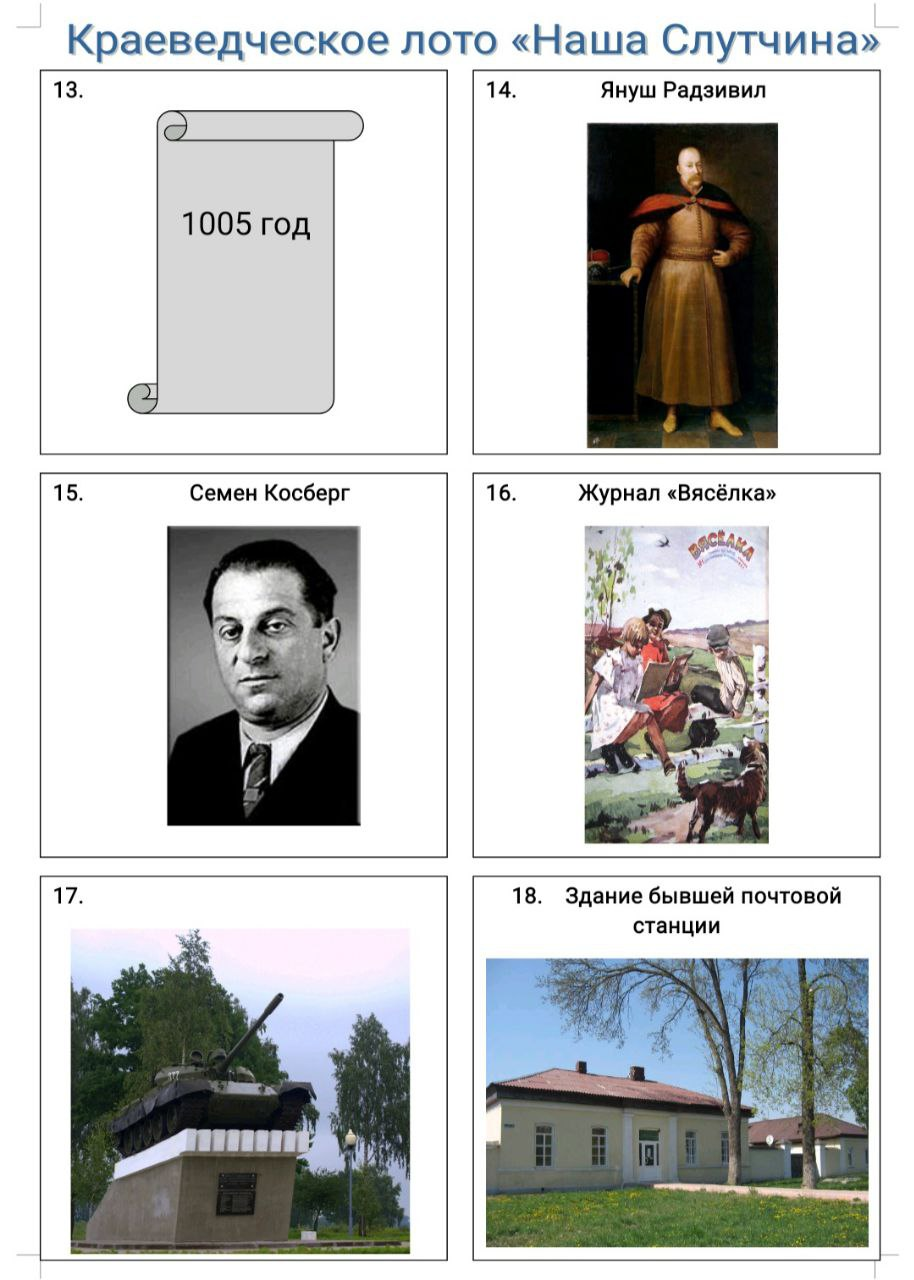 Краеведческое лото «Наша Слутчина»
13.
1005 год
14. Януш Радзивил
15. Семен Косберг
16. Журнал «Вясёлка»
ВЯСЁЛКА
17.
18. Здание бывшей почтовой
станции